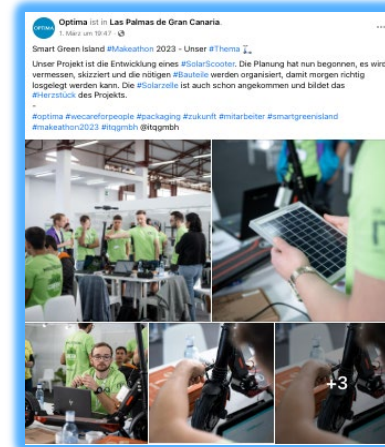 OPTIMA
Optima ist in Las Palmas de Gran Canaria.
1. März um 19:47 ·
Smart Green Island #Makeathon 2023 - Unser #Thema
Unser Projekt ist die Entwicklung eines #SolarScooter. Die Planung hat nun begonnen, es wird
vermessen, skizziert und die nötigen #Bauteile werden organisiert, damit morgen richtig
losgelegt werden kann. Die #Solarzelle ist auch schon angekommen und bildet das
#Herzstück des Projekts.
-
#optima #wecareforpeople #packaging #zukunft #mitarbeiter #smartgreenisland
#makeathon2023 #itqgmbh @itqgmbh
+3